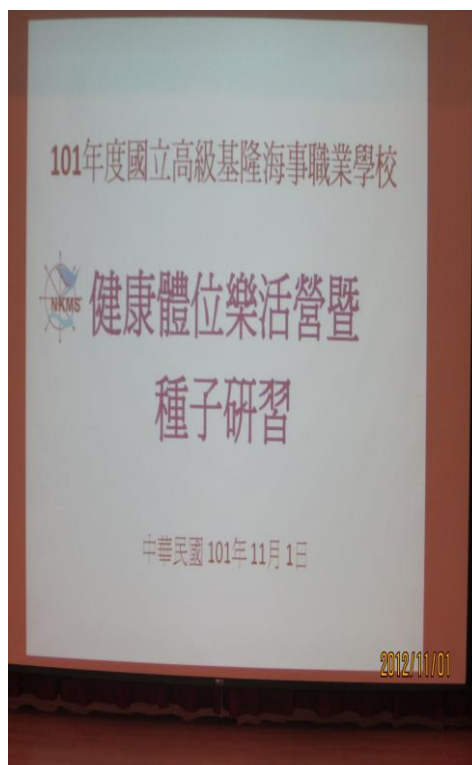 101年度國立高級基隆海事職業學校
NKMS
健康體位樂活營暨
種子研習
中華民國 101年 11月 1日
2012/11/01